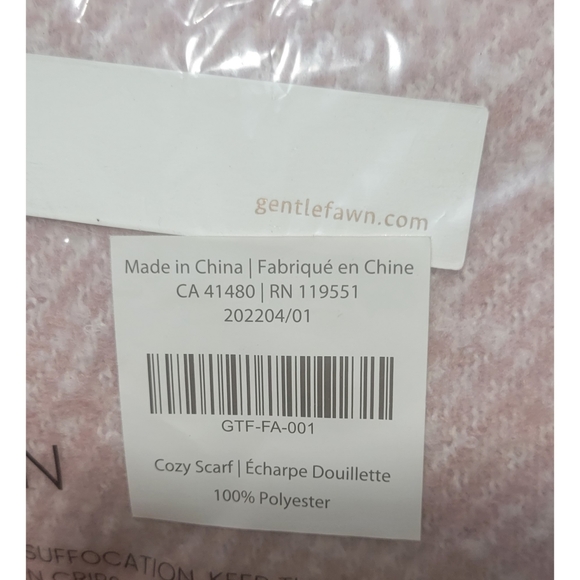 gentlefawn.com
Made in China | Fabriqué en Chine
CA 41480 | RN 119551
202204/01
GTF-FA-001
Cozy Scarf | Écharpe Douillette
100% Polyester
N
SUFFOCATION, KEEP